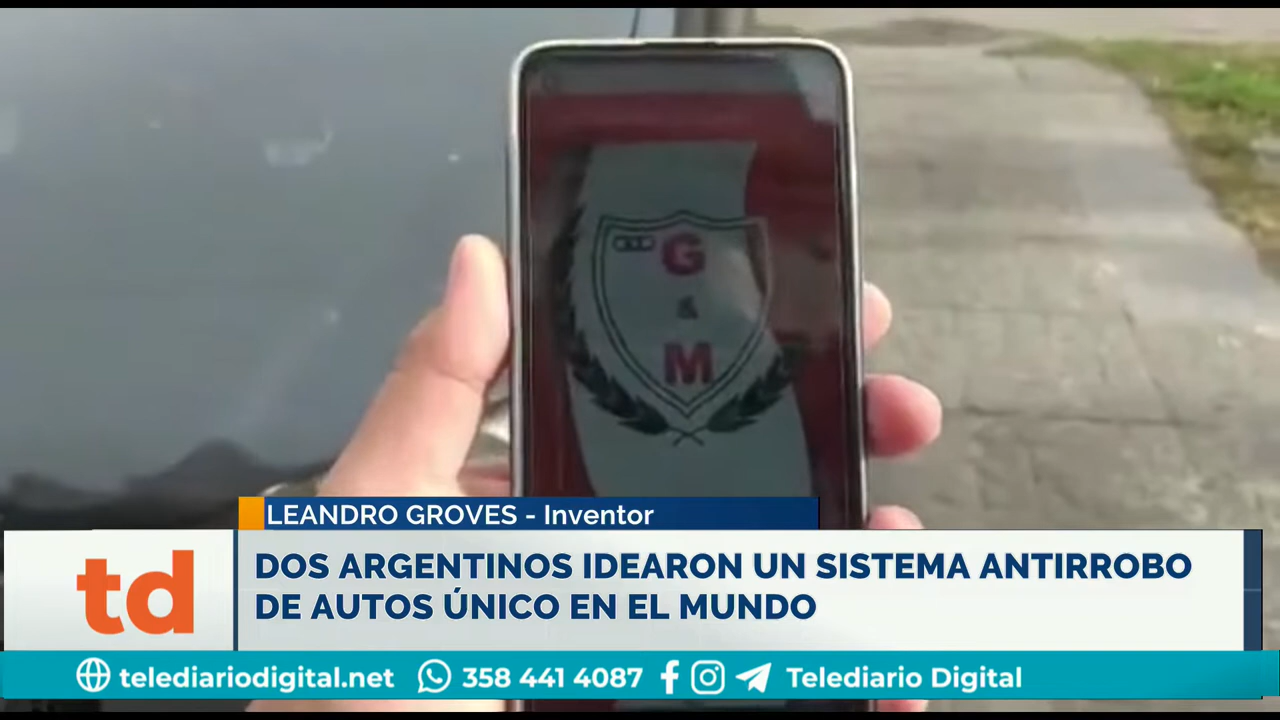 G
&
M
LEANDRO GROVES - Inventor
DOS ARGENTINOS IDEARON UN SISTEMA ANTIRROBO
DE AUTOS ÚNICO EN EL MUNDO
td
telediariodigital.net 358 441 4087 Telediario Digital